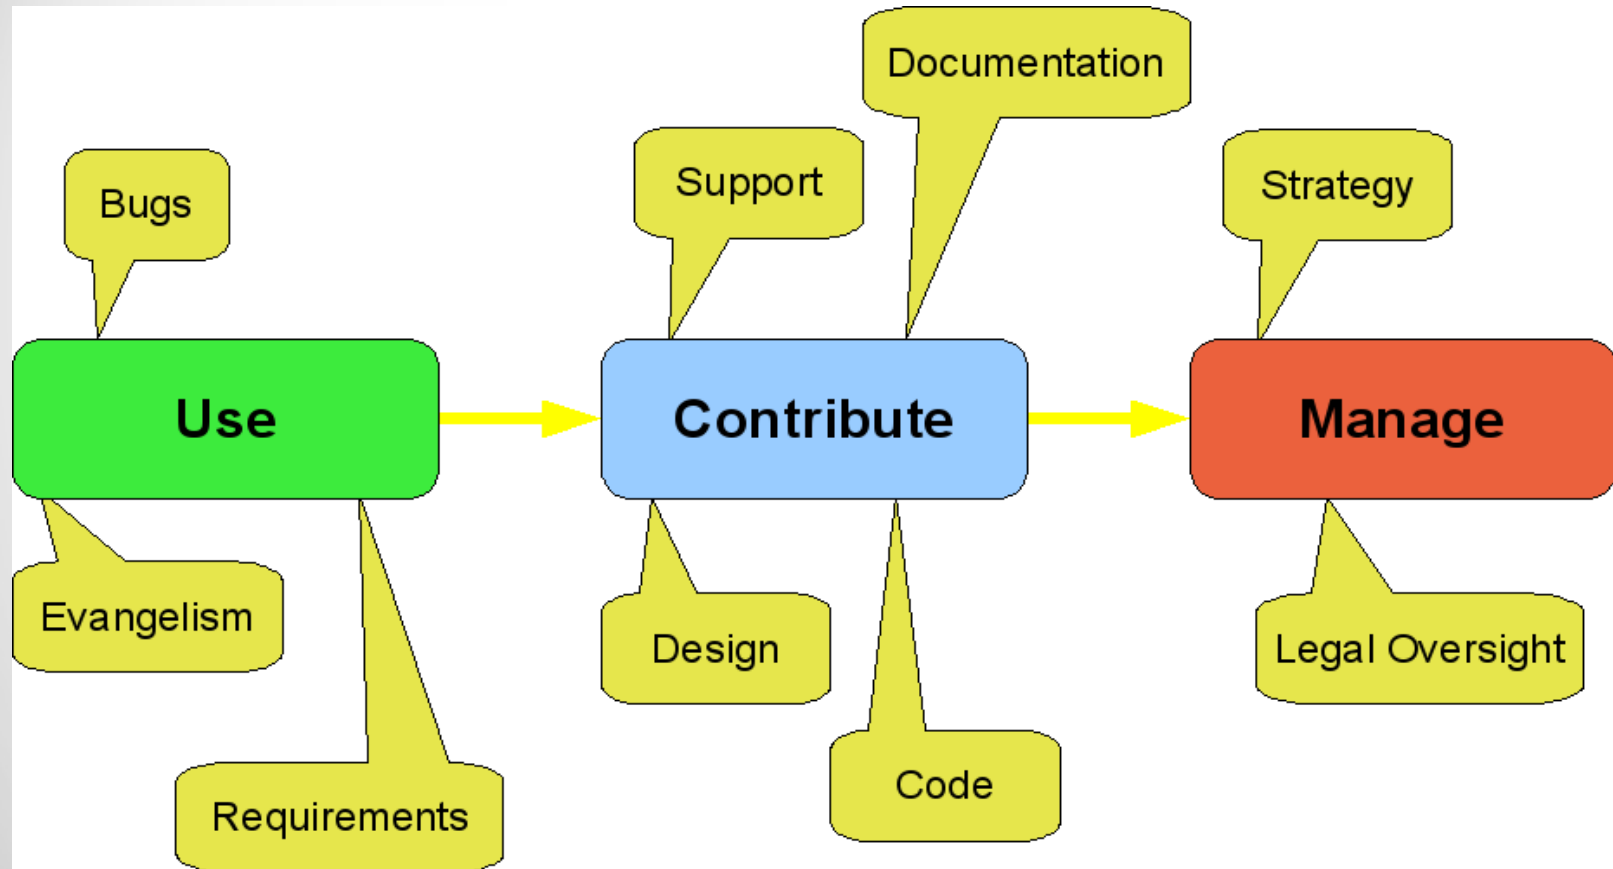 Documentation
Support
Strategy
Bugs
Use
Contribute
Manage
Evangelism
Design
Legal Oversight
Requirements
Code